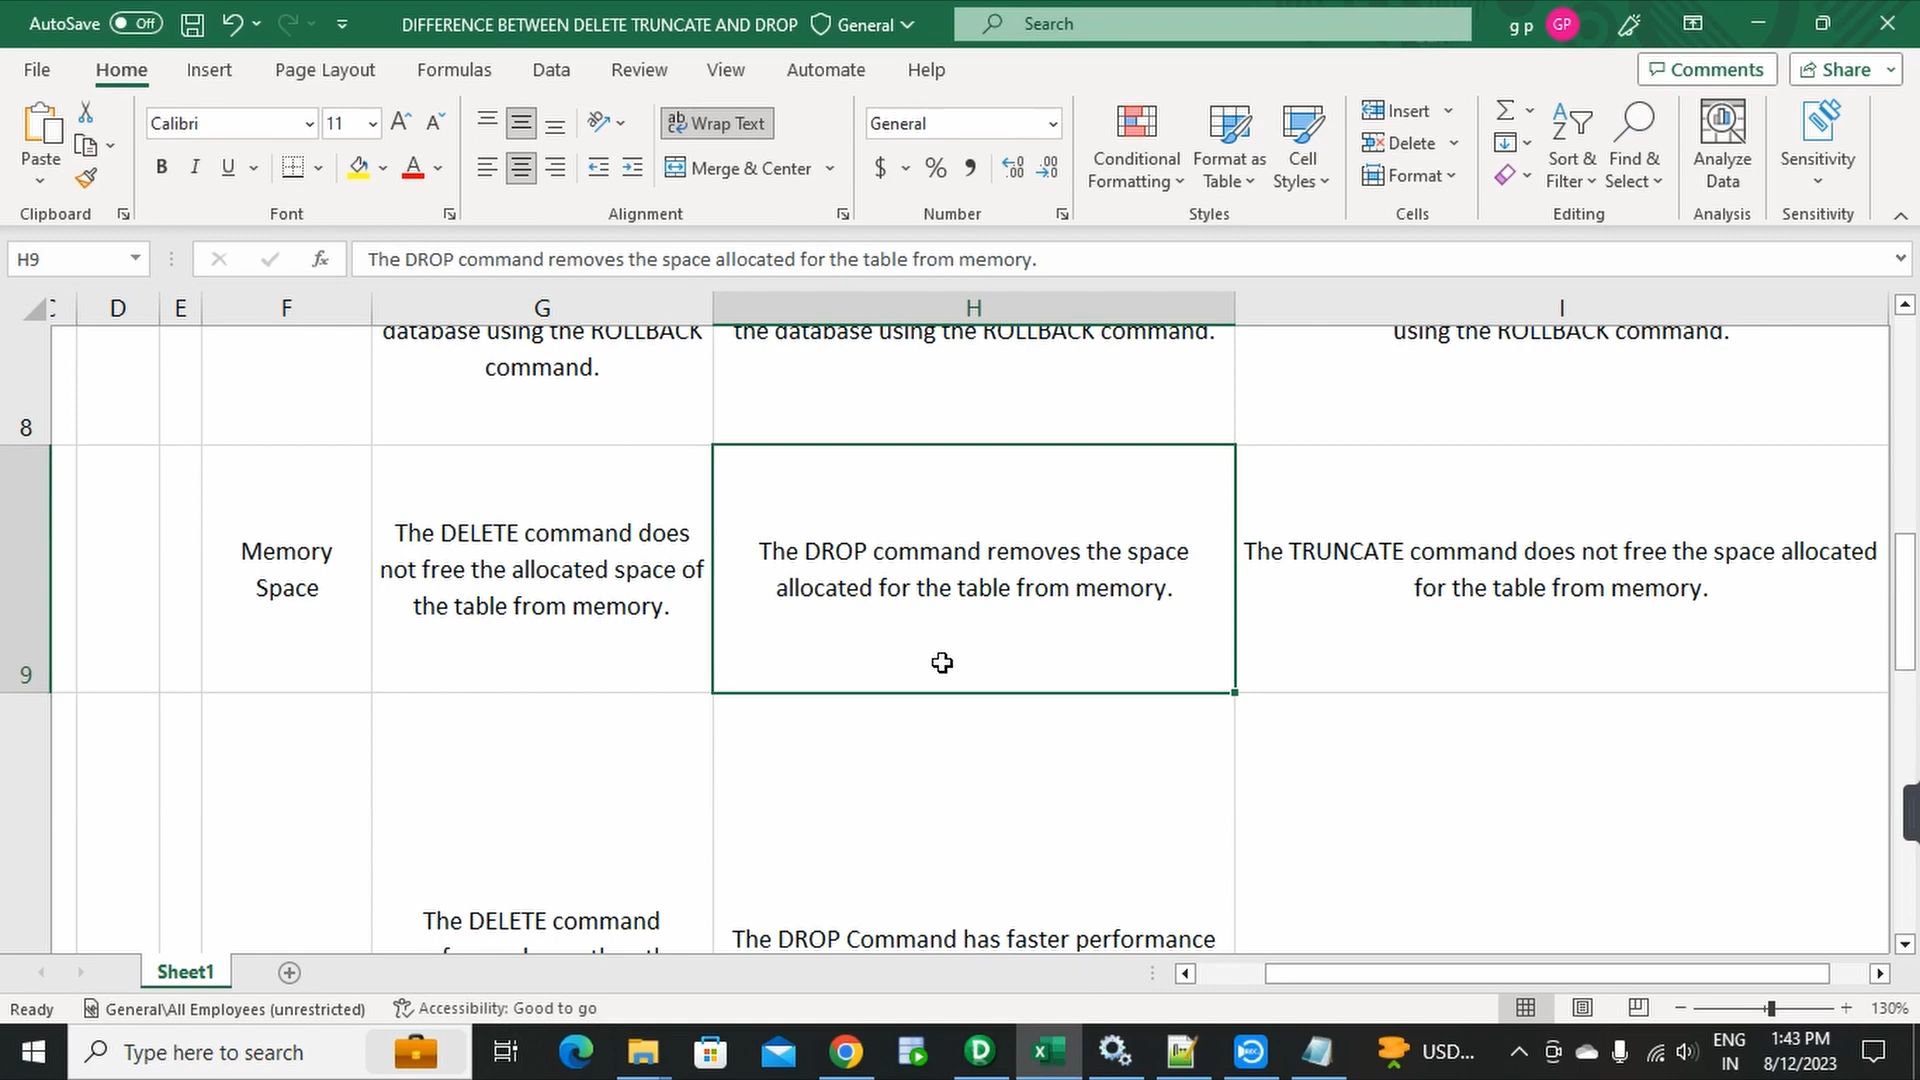 AutoSave Off DIFFERENCE BETWEEN DELETE TRUNCATE AND DROP General Search g p GP
File Home Insert Page Layout Formulas Data Review View Automate Help Comments Share
Paste
Clipboard
Calibri 11
B I U A
Font
ab Wrap Text
Merge & Center
Alignment
General
$ % , .00 .00
Number
Conditional Formatting
Format as Table
Cell Styles
Styles
Insert
Delete
Format
Cells
Sort & Filter
Find & Select
Editing
Analyze Data
Analysis
Sensitivity
Sensitivity
H9 fx The DROP command removes the space allocated for the table from memory.
D E F G H I
8
database using the ROLLBACK
command.
the database using the ROLLBACK command.
using the ROLLBACK command.
9
Memory
Space
The DELETE command does
not free the allocated space of
the table from memory.
The DROP command removes the space
allocated for the table from memory.
The TRUNCATE command does not free the space allocated
for the table from memory.
The DELETE command
The DROP Command has faster performance
Sheet1
Ready General\All Employees (unrestricted) Accessibility: Good to go 130%
Type here to search USD... ENG
IN
1:43 PM
8/12/2023